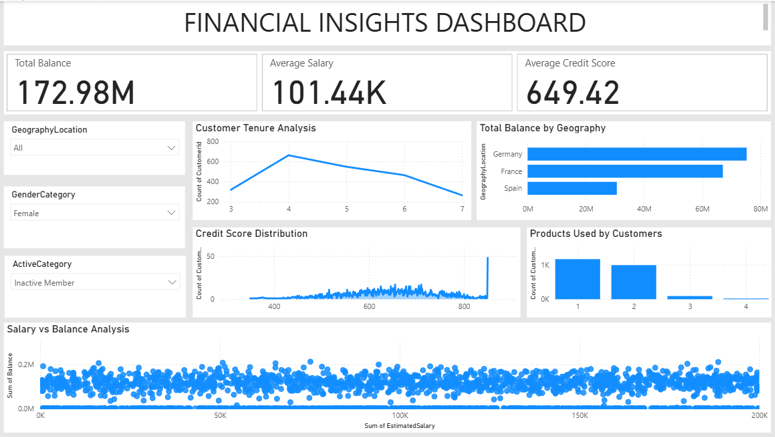 FINANCIAL INSIGHTS DASHBOARD
Total Balance
172.98M
Average Salary
101.44K
Average Credit Score
649.42
GeographyLocation
All
GenderCategory
Female
ActiveCategory
Inactive Member
Customer Tenure Analysis
Count of CustomerId
800
600
400
200
3 4 5 6 7
Total Balance by Geography
GeographyLocation
Germany
France
Spain
0M 20M 40M 60M 80M
Credit Score Distribution
Count of Custom...
50
0
400 600 800
Products Used by Customers
Count of Custom...
1K
0K
1 2 3 4
Salary vs Balance Analysis
Sum of Balance
0.2M
0.0M
0K 50K 100K 150K 200K
Sum of EstimatedSalary